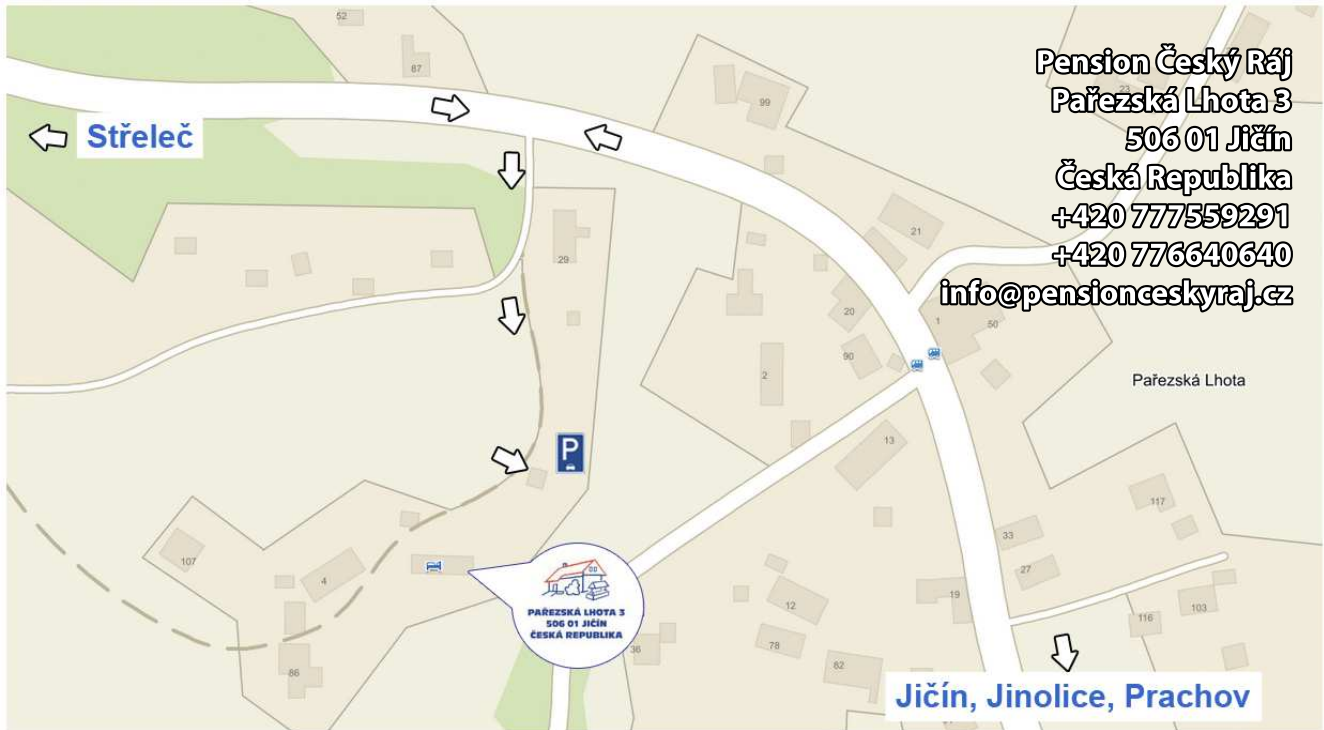 52
87
99
23
Pension Český Ráj
Pařezská Lhota 3
506 01 Jičín
Česká Republika
+420 777559291
+420 776640640
info@pensionceskyraj.cz
Střeleč
29
21
20
1
50
90
2
Pařezská Lhota
P
13
117
33
27
107
4
PAŘEZSKÁ LHOTA 3
506 01 JIČÍN
ČESKÁ REPUBLIKA
19
12
103
116
78
36
82
86
Jičín, Jinolice, Prachov